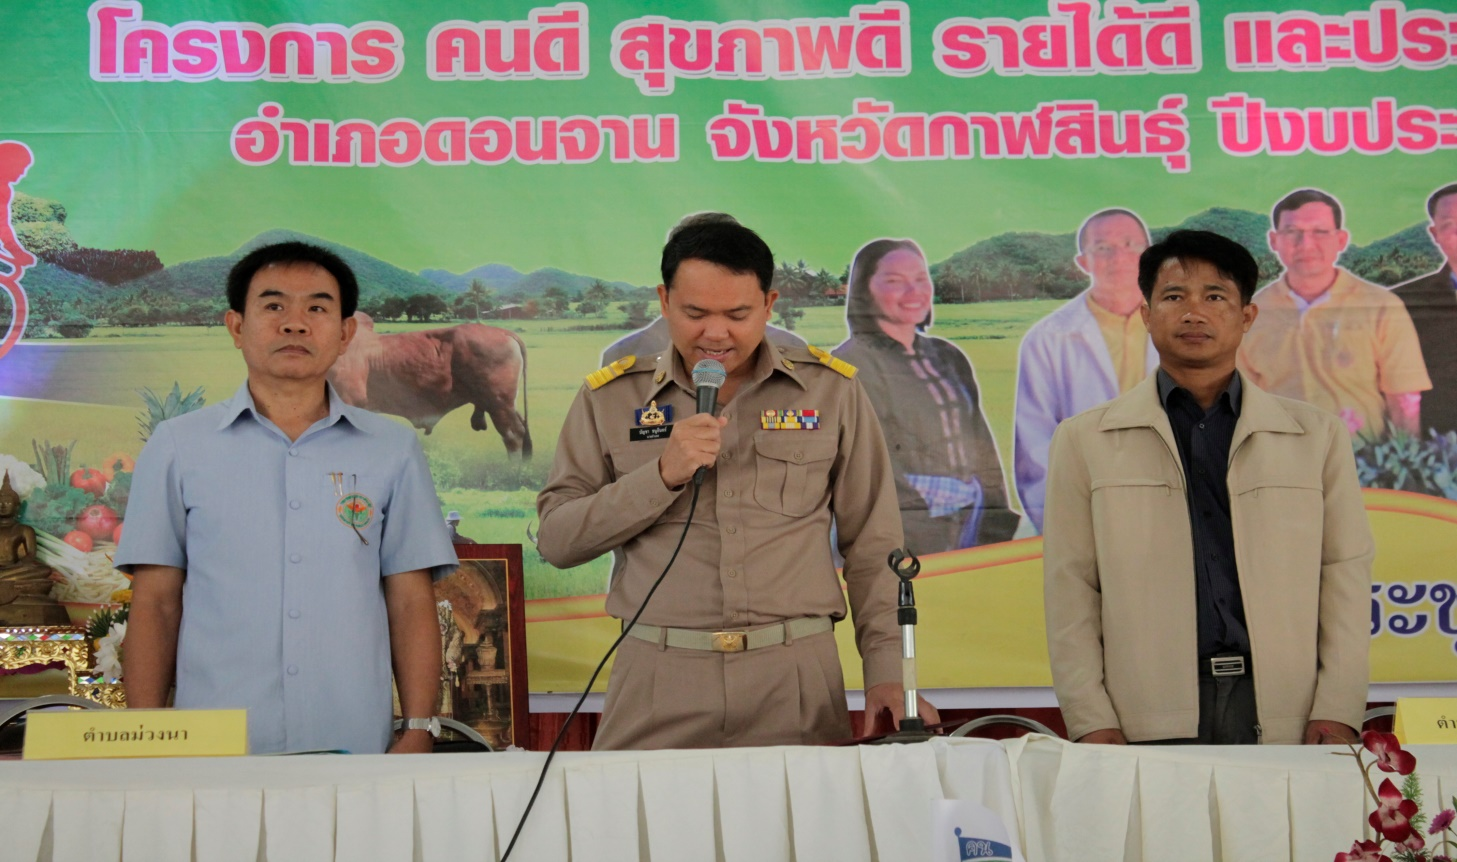 โครงการ คนดี สุขภาพดี รายได้ดี และประ
อำเภอดอนจาน จังหวัดกาฬสินธุ์ ปีงบประ
ตำบลม่วงนา